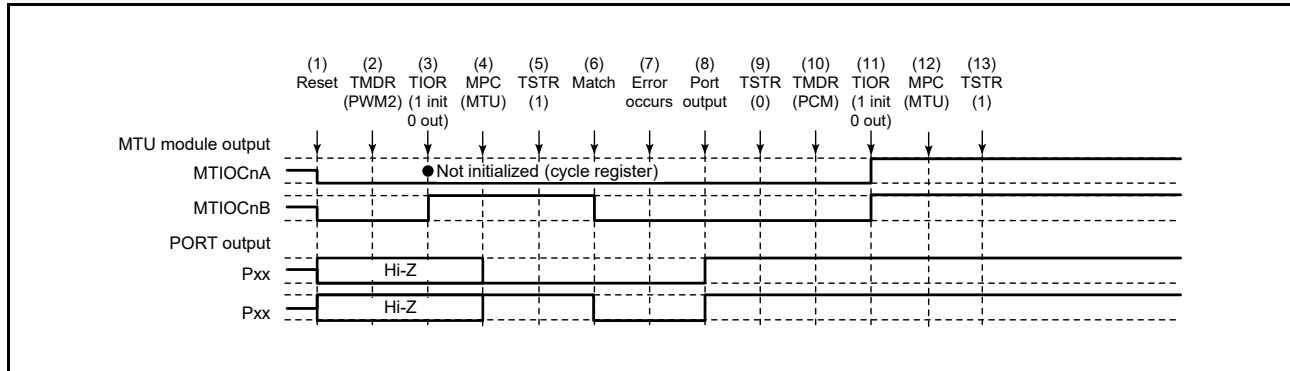 (1) (2) (3) (4) (5) (6) (7) (8) (9) (10) (11) (12) (13)
Reset TMDR TIOR MPC TSTR Match Error Port TSTR TMDR TIOR MPC TSTR
(PWM2) (1 init (MTU) (1) occurs output (0) (PCM) (1 init (MTU) (1)
0 out) 0 out)
MTU module output
MTIOCnA Not initialized (cycle register)
MTIOCnB
PORT output
Pxx Hi-Z
Pxx Hi-Z